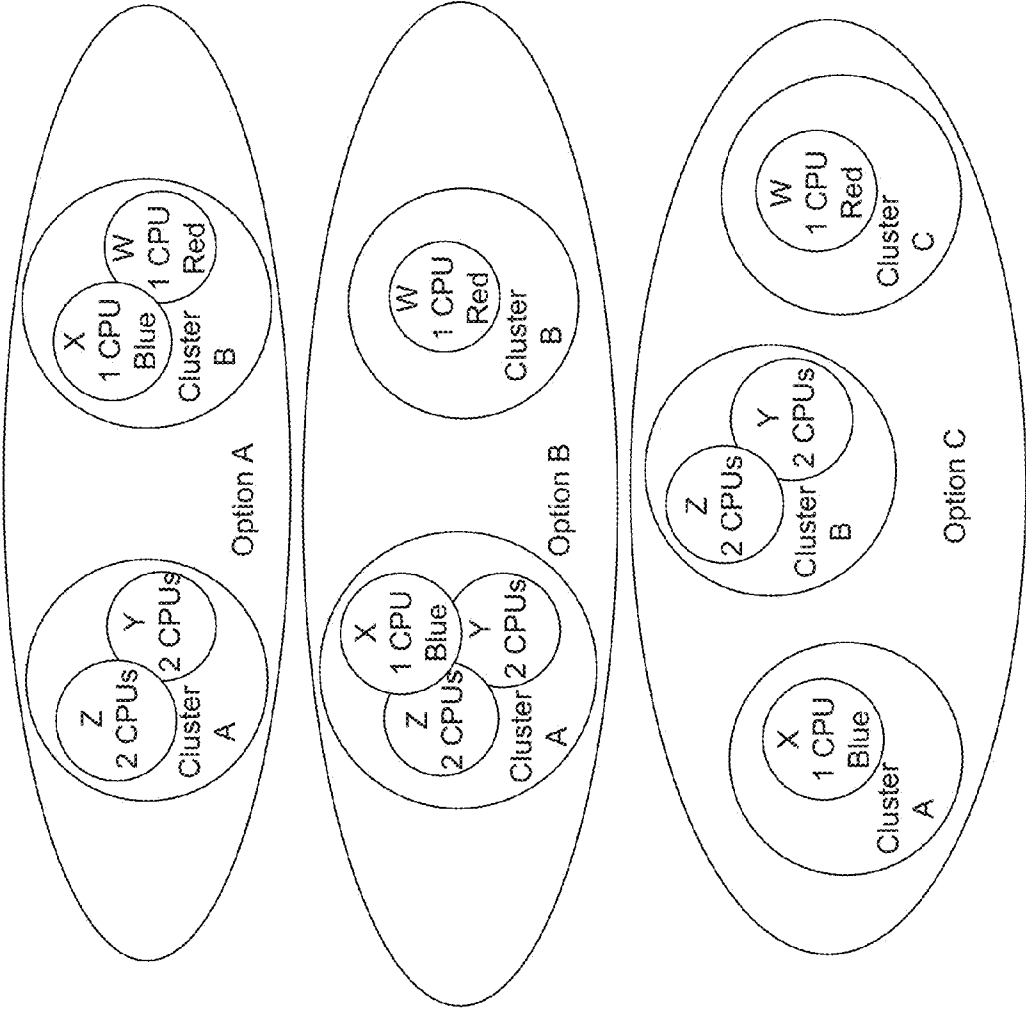 Z
2 CPUs
Y
2 CPUs
Cluster
A
X
1 CPU
Blue
W
1 CPU
Red
Cluster
B
Option A
X
1 CPU
Blue
Z
2 CPUs
Y
2 CPUs
Cluster
A
W
1 CPU
Red
Cluster
B
Option B
X
1 CPU
Blue
Cluster
A
Z
2 CPUs
Y
2 CPUs
Cluster
B
W
1 CPU
Red
Cluster
C
Option C